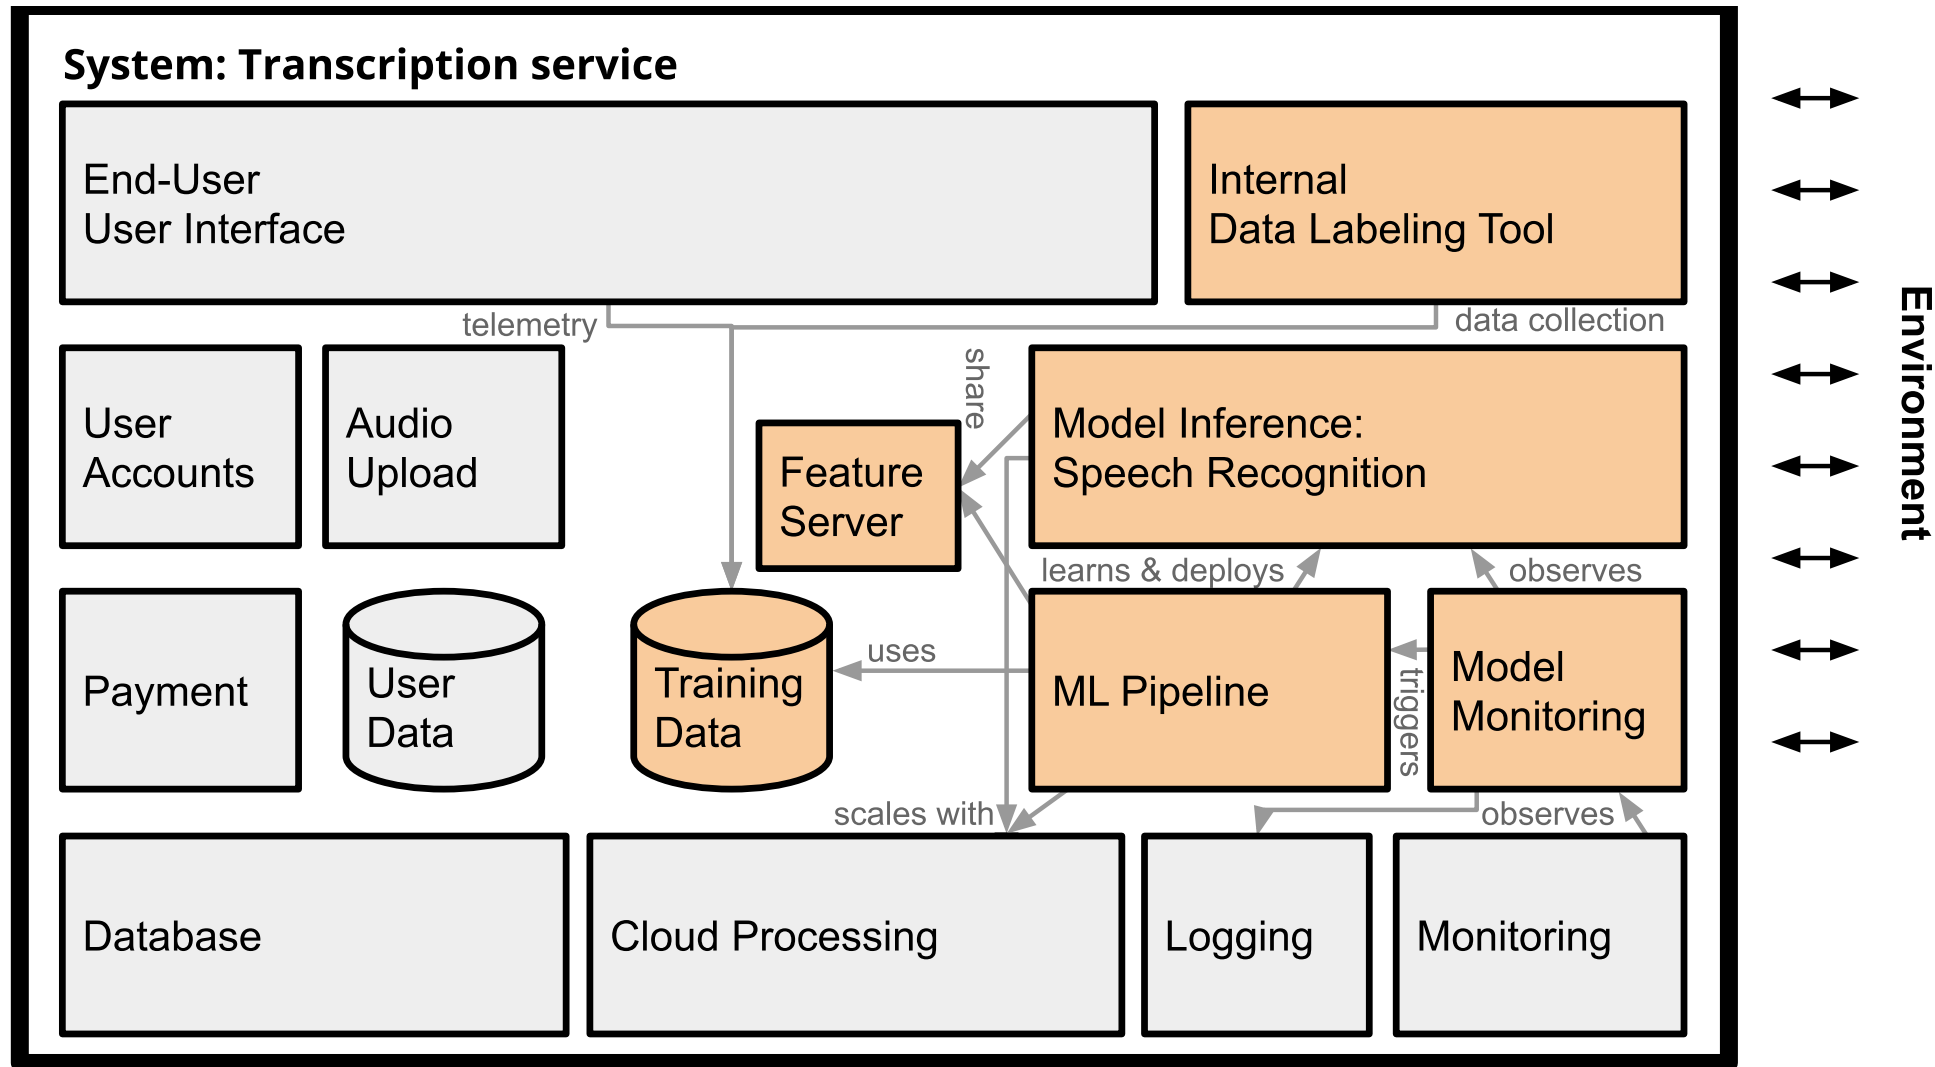 System: Transcription service
End-User
User Interface
Internal
Data Labeling Tool
telemetry
data collection
share
User
Accounts
Audio
Upload
Feature
Server
Model Inference:
Speech Recognition
learns & deploys
observes
Payment
User
Data
Training
Data
uses
ML Pipeline
triggers
Model
Monitoring
scales with
observes
Database
Cloud Processing
Logging
Monitoring
Environment